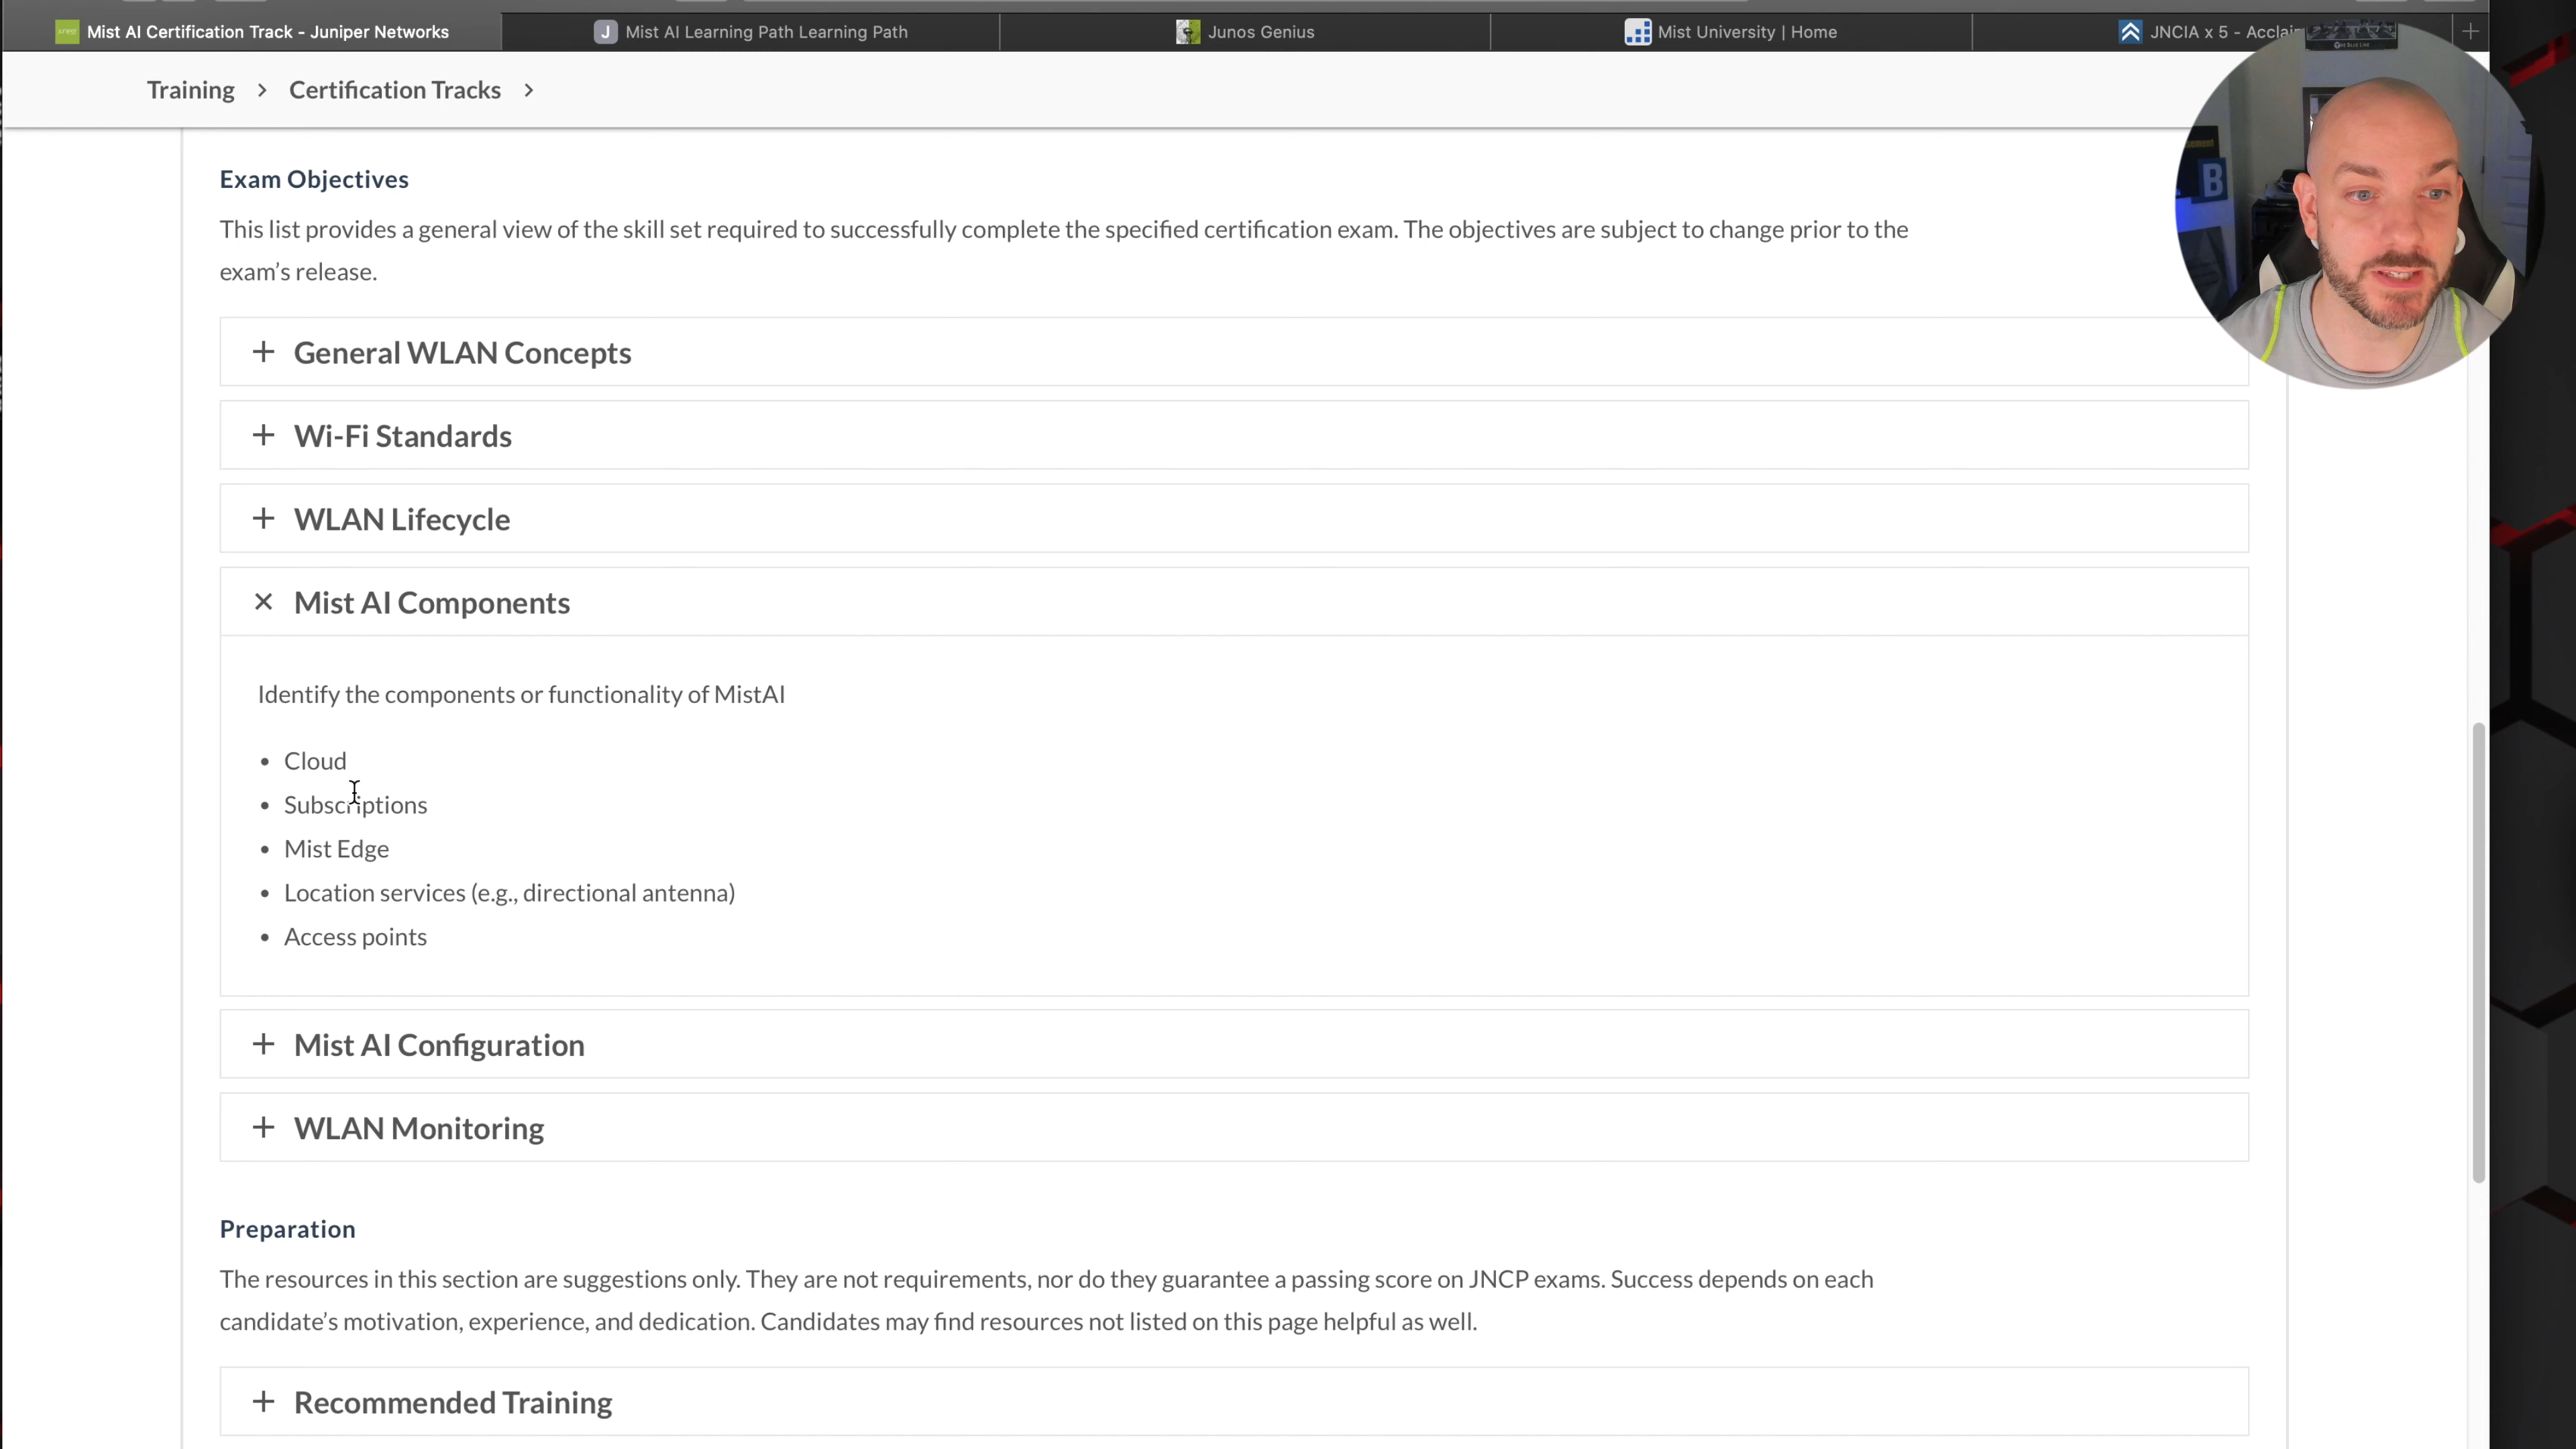 Mist AI Certification Track - Juniper Networks
Mist AI Learning Path Learning Path
Junos Genius
Mist University | Home
JNCIA x 5 - Acclai
Training > Certification Tracks >
B
Exam Objectives
This list provides a general view of the skill set required to successfully complete the specified certification exam. The objectives are subject to change prior to the
exam's release.
+ General WLAN Concepts
+ Wi-Fi Standards
+ WLAN Lifecycle
× Mist AI Components
Identify the components or functionality of MistAI
• Cloud
• Subscriptions
• Mist Edge
• Location services (e.g., directional antenna)
• Access points
+ Mist AI Configuration
+ WLAN Monitoring
Preparation
The resources in this section are suggestions only. They are not requirements, nor do they guarantee a passing score on JNCP exams. Success depends on each
candidate's motivation, experience, and dedication. Candidates may find resources not listed on this page helpful as well.
+ Recommended Training